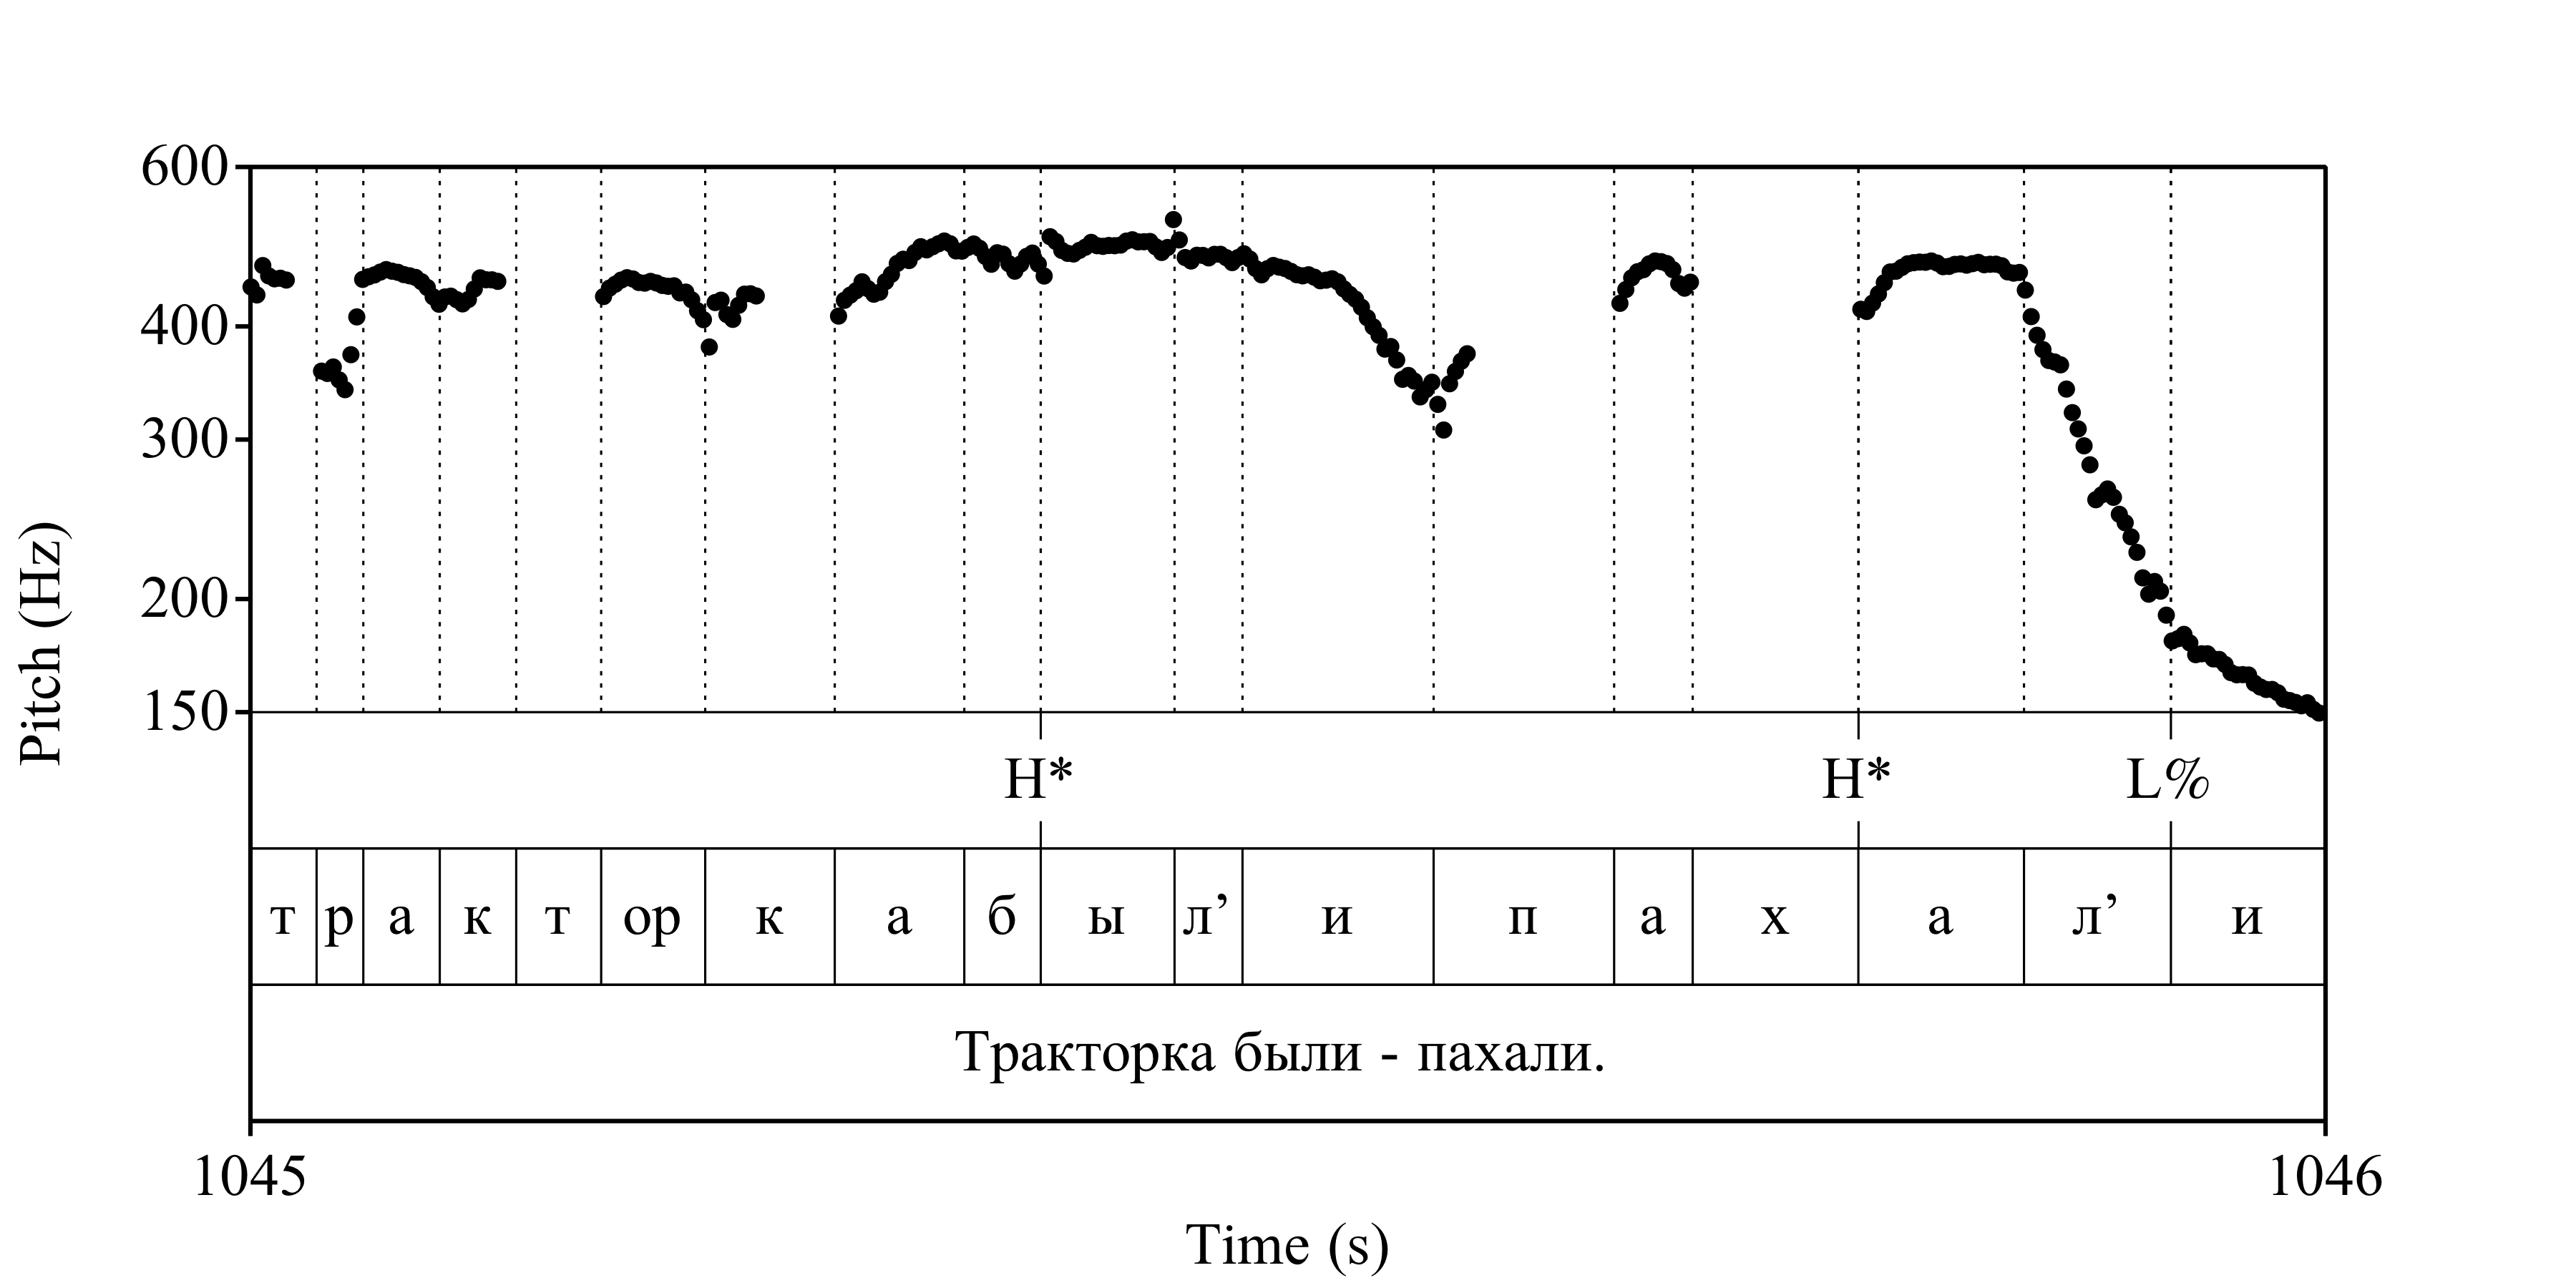 600
400
300
200
150
Pitch (Hz)
H* H* L%
т р а к т ор к а б ы л’ и п а х а л’ и
Тракторка были - пахали.
1045 1046
Time (s)